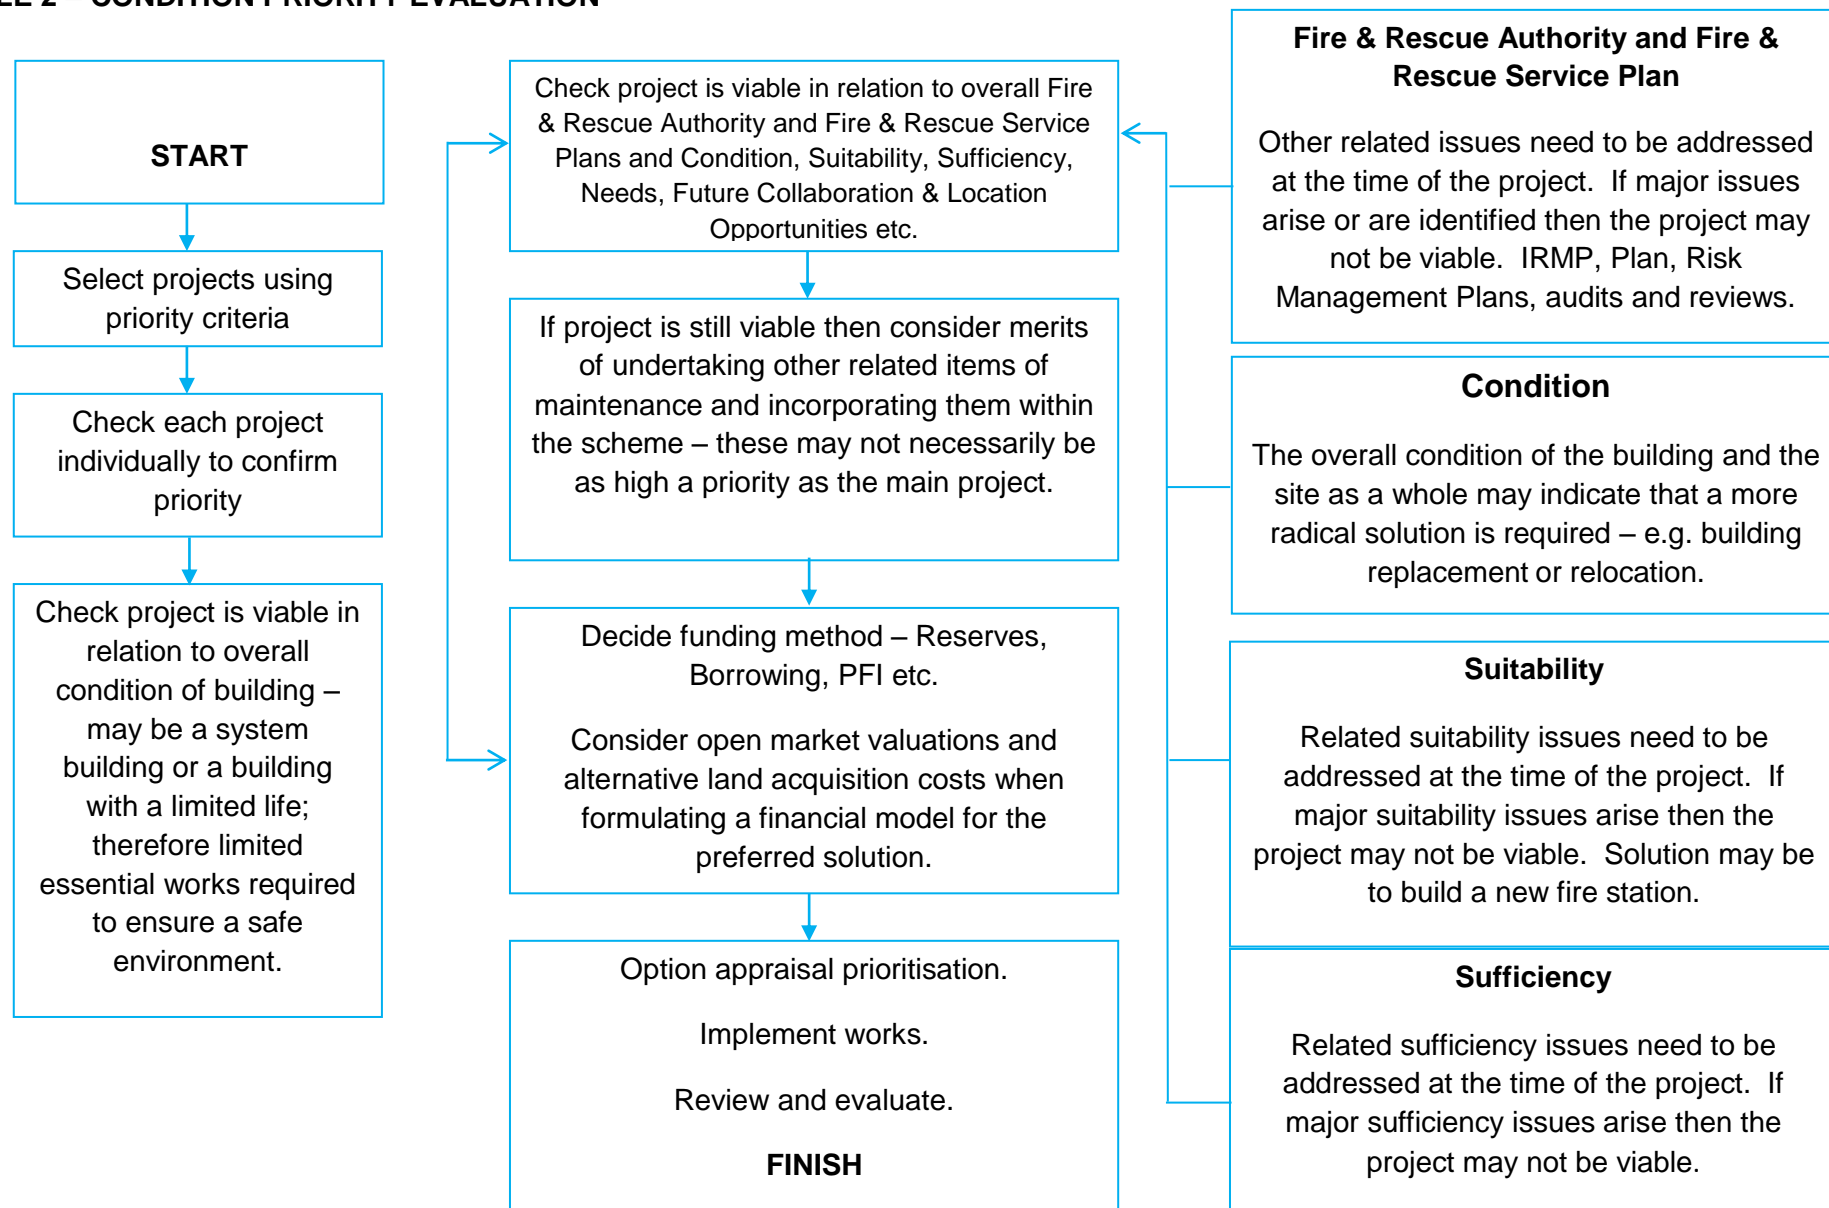 LE 2 – CONDITION PRIORITY EVALUATION
START
Select projects using
priority criteria
Check each project
individually to confirm
priority
Check project is viable in
relation to overall
condition of building –
may be a system
building or a building
with a limited life;
therefore limited
essential works required
to ensure a safe
environment.
Check project is viable in relation to overall Fire
& Rescue Authority and Fire & Rescue Service
Plans and Condition, Suitability, Sufficiency,
Needs, Future Collaboration & Location
Opportunities etc.
If project is still viable then consider merits
of undertaking other related items of
maintenance and incorporating them within
the scheme – these may not necessarily be
as high a priority as the main project.
Decide funding method – Reserves,
Borrowing, PFI etc.
Consider open market valuations and
alternative land acquisition costs when
formulating a financial model for the
preferred solution.
Option appraisal prioritisation.
Implement works.
Review and evaluate.
FINISH
Fire & Rescue Authority and Fire &
Rescue Service Plan
Other related issues need to be addressed
at the time of the project. If major issues
arise or are identified then the project may
not be viable. IRMP, Plan, Risk
Management Plans, audits and reviews.
Condition
The overall condition of the building and the
site as a whole may indicate that a more
radical solution is required – e.g. building
replacement or relocation.
Suitability
Related suitability issues need to be
addressed at the time of the project. If
major suitability issues arise then the
project may not be viable. Solution may be
to build a new fire station.
Sufficiency
Related sufficiency issues need to be
addressed at the time of the project. If
major sufficiency issues arise then the
project may not be viable.